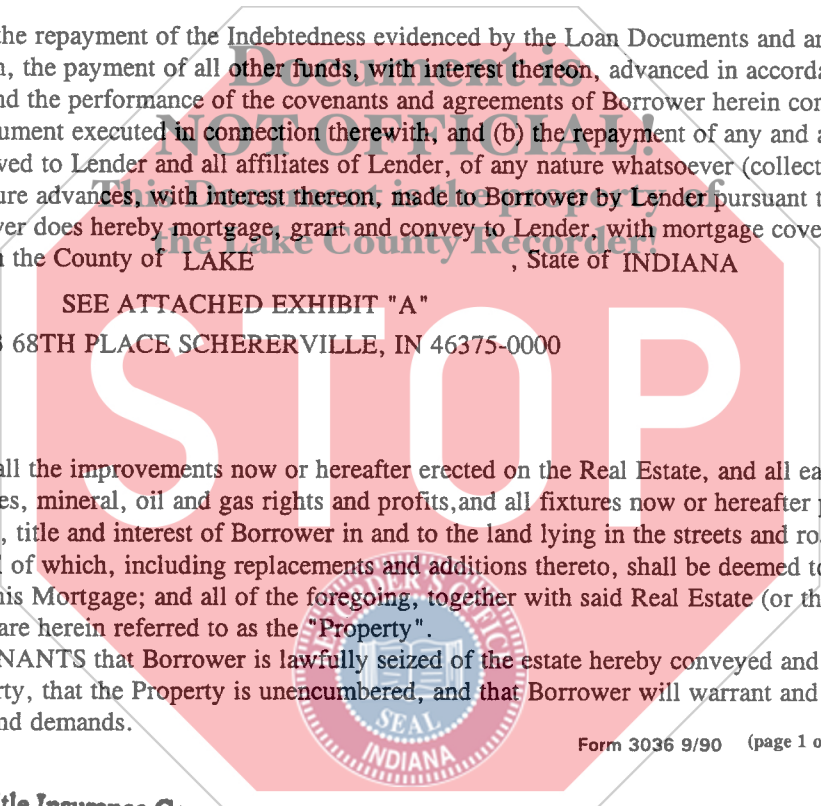 the repayment of the Indebtedness evidenced by the Loan Documents and
Document is
the payment of all other funds, with interest thereon, advanced in
nd the performance of the covenants and agreements of Borrower herein
NOT OFFICIAL!
ument executed in connection therewith, and (b) the repayment of any and
ved to Lender and all affiliates of Lender, of any nature whatsoever (collect
This Document is the property of
ure advances, with interest thereon, made to Borrower by Lender pursuant
ver does hereby mortgage, grant and convey to Lender, with mortgage cove
the Lake County Recorder!
the County of LAKE , State of INDIANA
SEE ATTACHED EXHIBIT "A"
68TH PLACE SCHERERVILLE, IN 46375-0000
STOP
all the improvements now or hereafter erected on the Real Estate, and all ea
es, mineral, oil and gas rights and profits,and all fixtures now or hereafter
, title and interest of Borrower in and to the land lying in the streets and ro
of which, including replacements and additions thereto, shall be deemed to
his Mortgage; and all of the foregoing, together with said Real Estate (or th
are herein referred to as the "Property".
NANTS that Borrower is lawfully seized of the estate hereby conveyed and
rty, that the Property is unencumbered, and that Borrower will warrant and
nd demands.
SEAL
INDIANA
Form 3036 9/90 (page 1 o